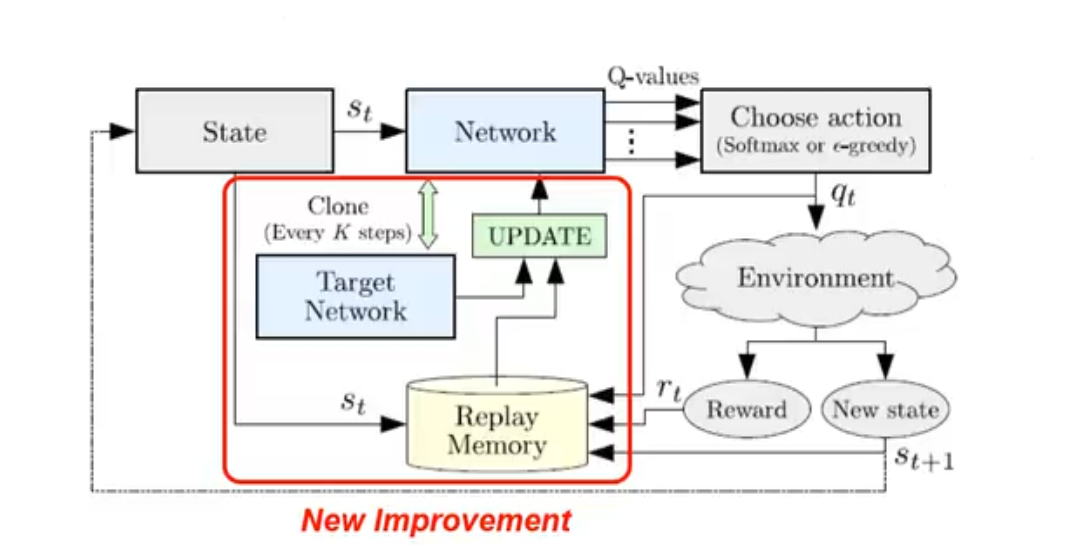 Q-values
State
s_t
Network
Choose action
(Softmax or ϵ-greedy)
q_t
Clone
(Every K steps)
UPDATE
Target
Network
Environment
s_t
Replay
Memory
r_t
Reward
New state
s_{t+1}
New Improvement